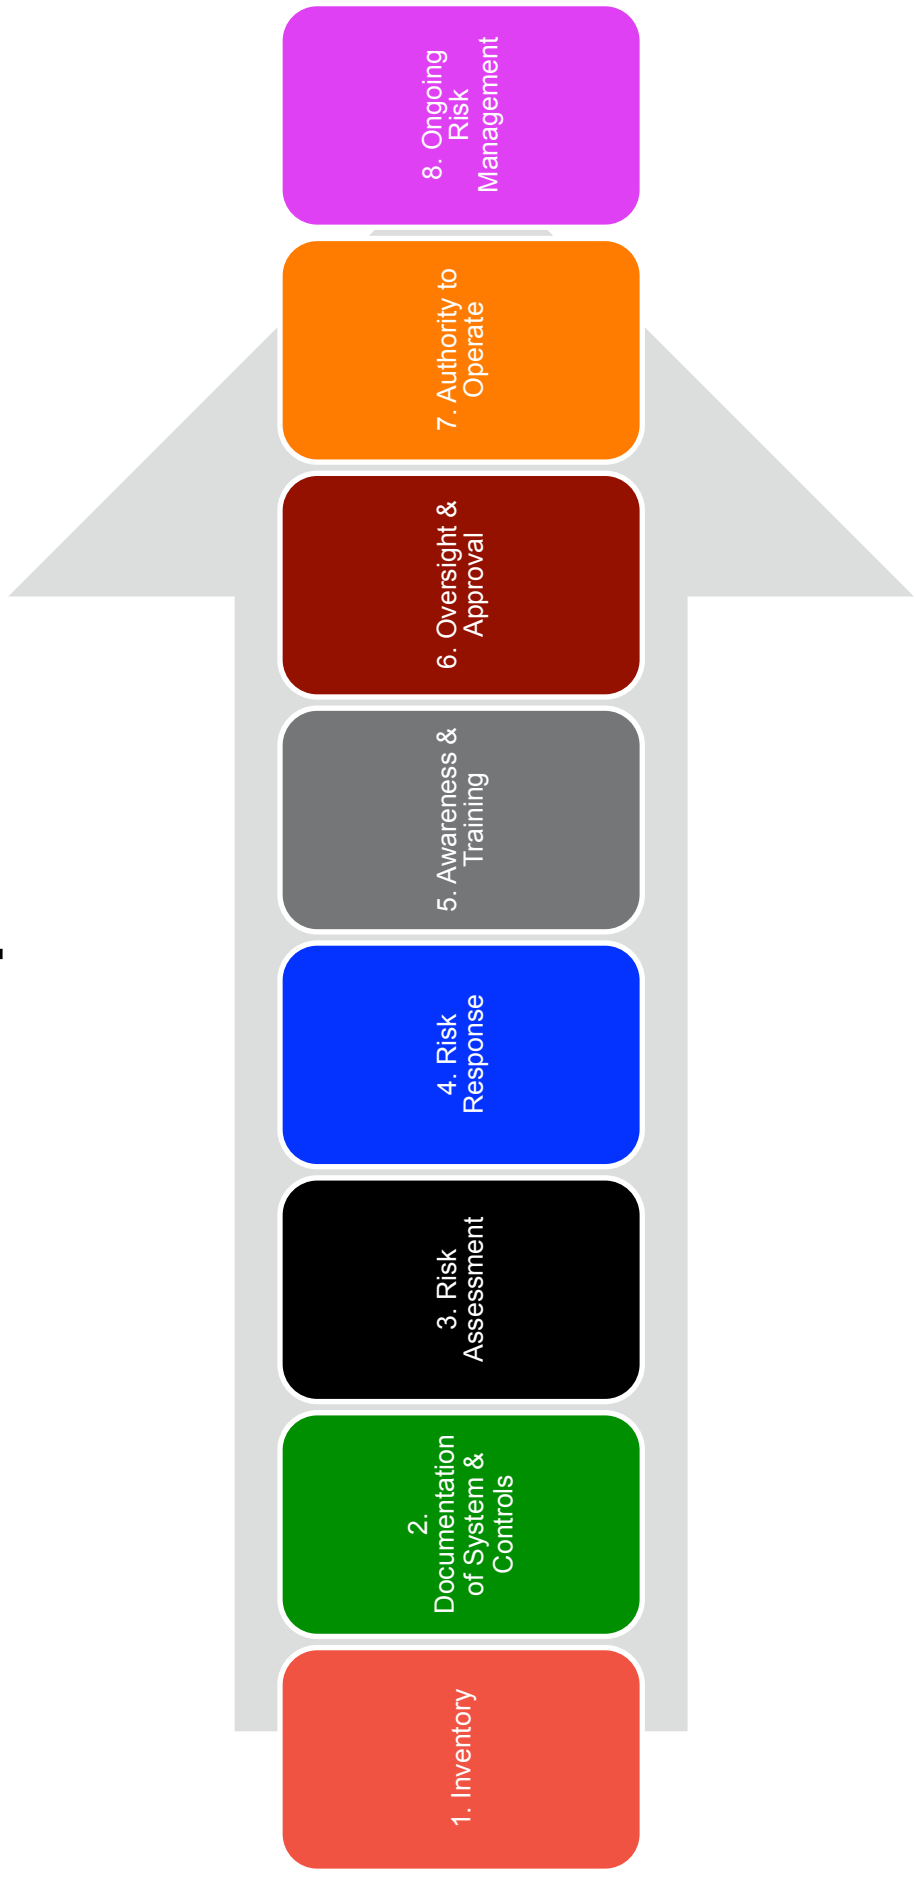 1. Inventory
2.
Documentation
of System &
Controls
3. Risk
Assessment
4. Risk
Response
5. Awareness &
Training
6. Oversight &
Approval
7. Authority to
Operate
8. Ongoing
Risk
Management